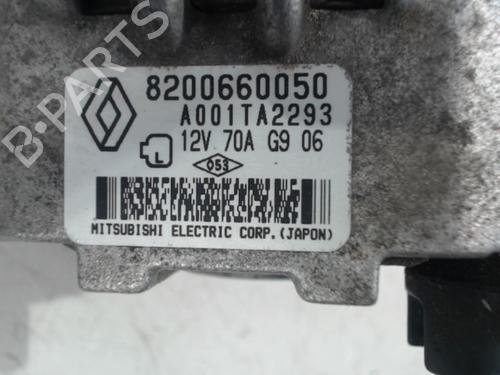 8200660050
A001TA2293
12V 70A G9 06
L
053
MITSUBISHI ELECTRIC CORP. (JAPON)
B-PARTS